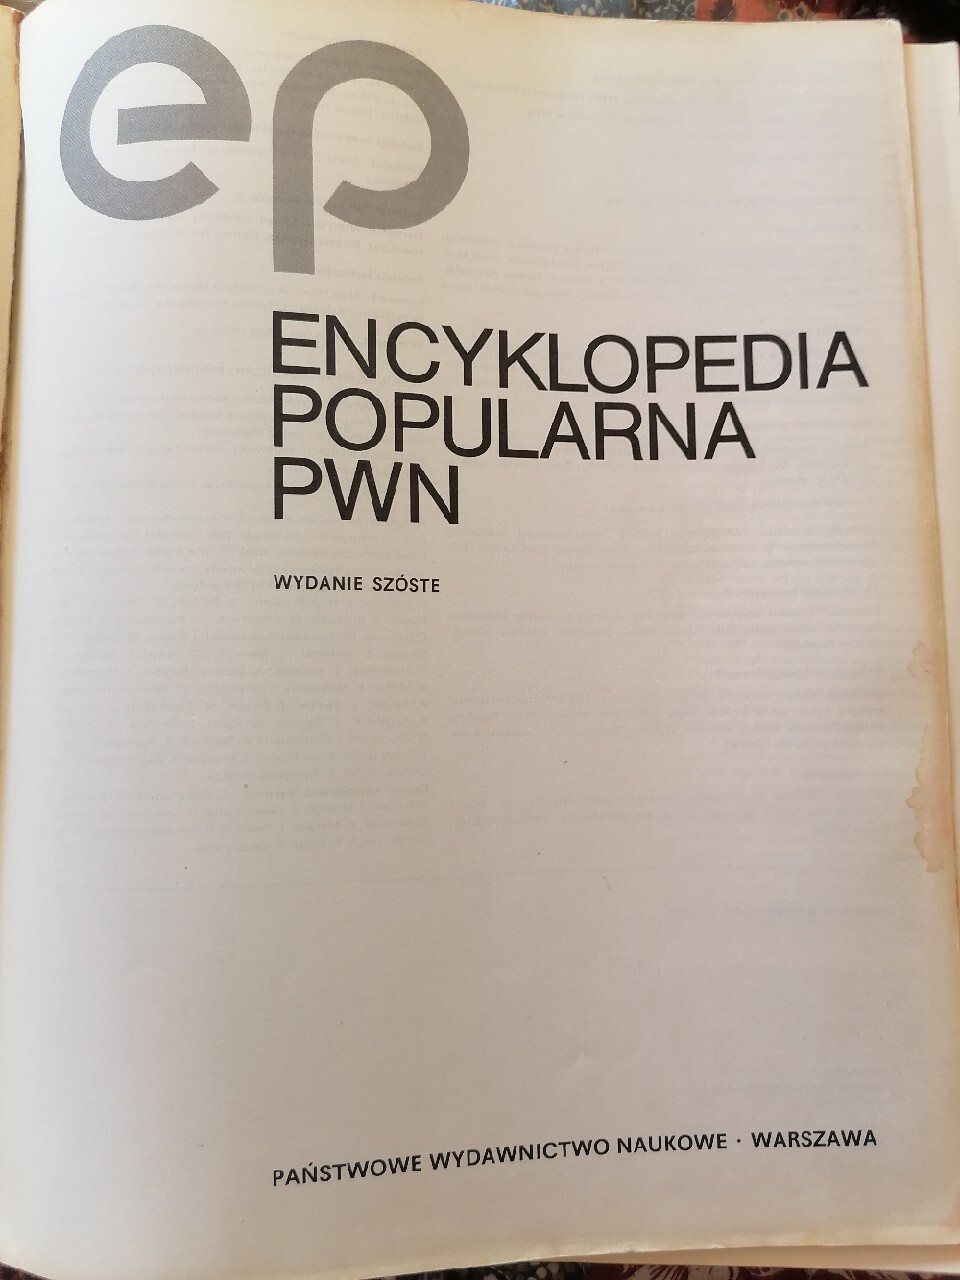 ep
ENCYKLOPEDIA
POPULARNA
PWN
WYDANIE SZÓSTE
PAŃSTWOWE WYDAWNICTWO NAUKOWE · WARSZAWA